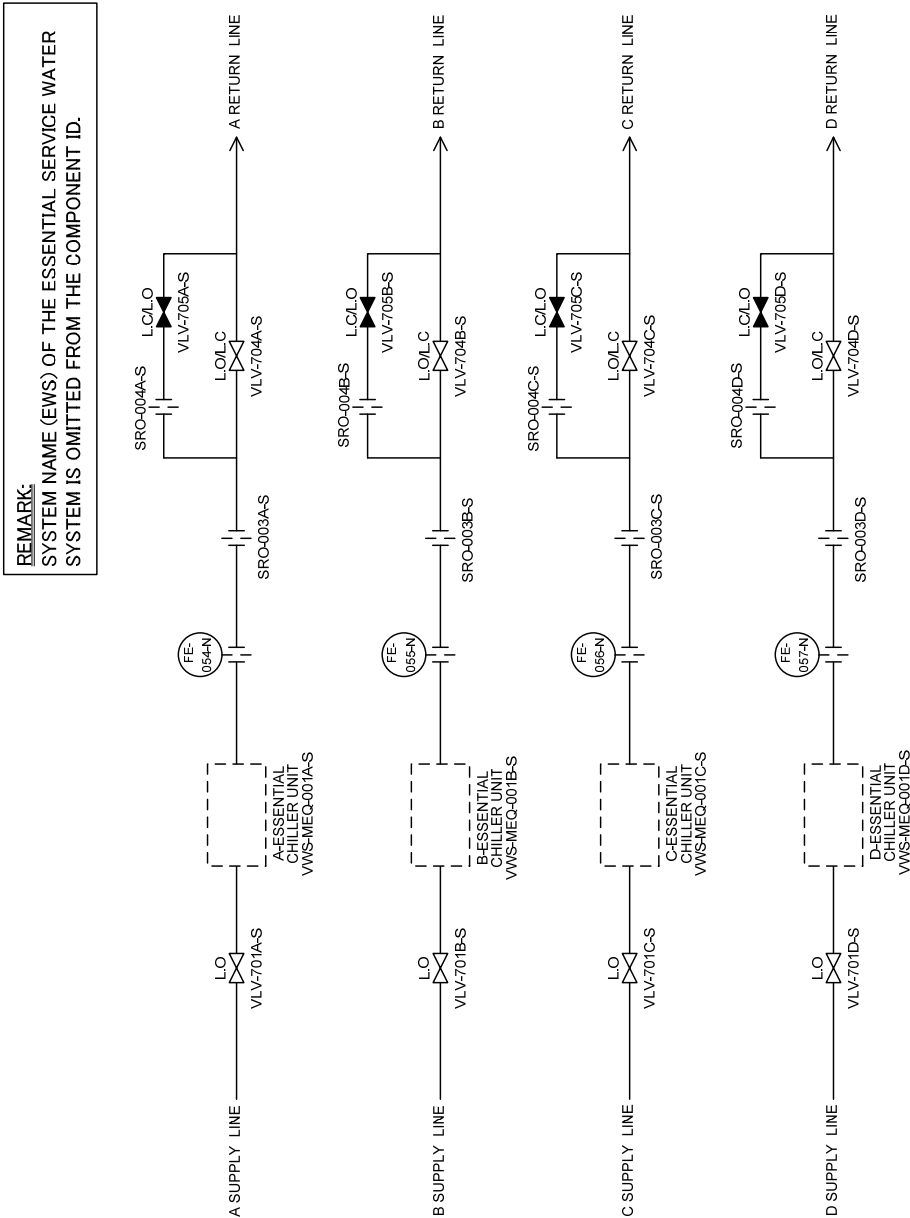 REMARK:
SYSTEM NAME (EWS) OF THE ESSENTIAL SERVICE WATER
SYSTEM IS OMITTED FROM THE COMPONENT ID.
A SUPPLY LINE
L.O
VLV-701A-S
A-ESSENTIAL
CHILLER UNIT
VWS-MEQ-001A-S
FE-
054-N
SRO-003A-S
SRO-004A-S
L.C/L.O
VLV-705A-S
L.O/L.C
VLV-704A-S
A RETURN LINE
B SUPPLY LINE
L.O
VLV-701B-S
B-ESSENTIAL
CHILLER UNIT
VWS-MEQ-001B-S
FE-
055-N
SRO-003B-S
SRO-004B-S
L.C/L.O
VLV-705B-S
L.O/L.C
VLV-704B-S
B RETURN LINE
C SUPPLY LINE
L.O
VLV-701C-S
C-ESSENTIAL
CHILLER UNIT
VWS-MEQ-001C-S
FE-
056-N
SRO-003C-S
SRO-004C-S
L.C/L.O
VLV-705C-S
L.O/L.C
VLV-704C-S
C RETURN LINE
D SUPPLY LINE
L.O
VLV-701D-S
D-ESSENTIAL
CHILLER UNIT
VWS-MEQ-001D-S
FE-
057-N
SRO-003D-S
SRO-004D-S
L.C/L.O
VLV-705D-S
L.O/L.C
VLV-704D-S
D RETURN LINE